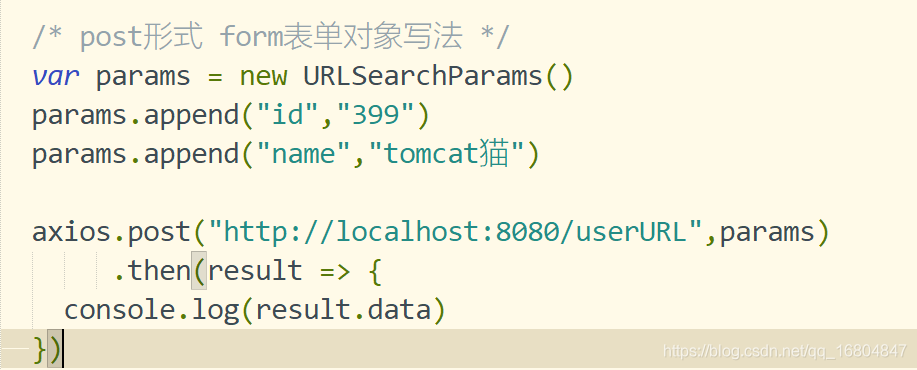 /* post形式 form表单对象写法 */
var params = new URLSearchParams()
params.append("id","399")
params.append("name","tomcat猫")
axios.post("http://localhost:8080/userURL",params)
.then(result => {
console.log(result.data)
})
https://blog.csdn.net/qq_16804847